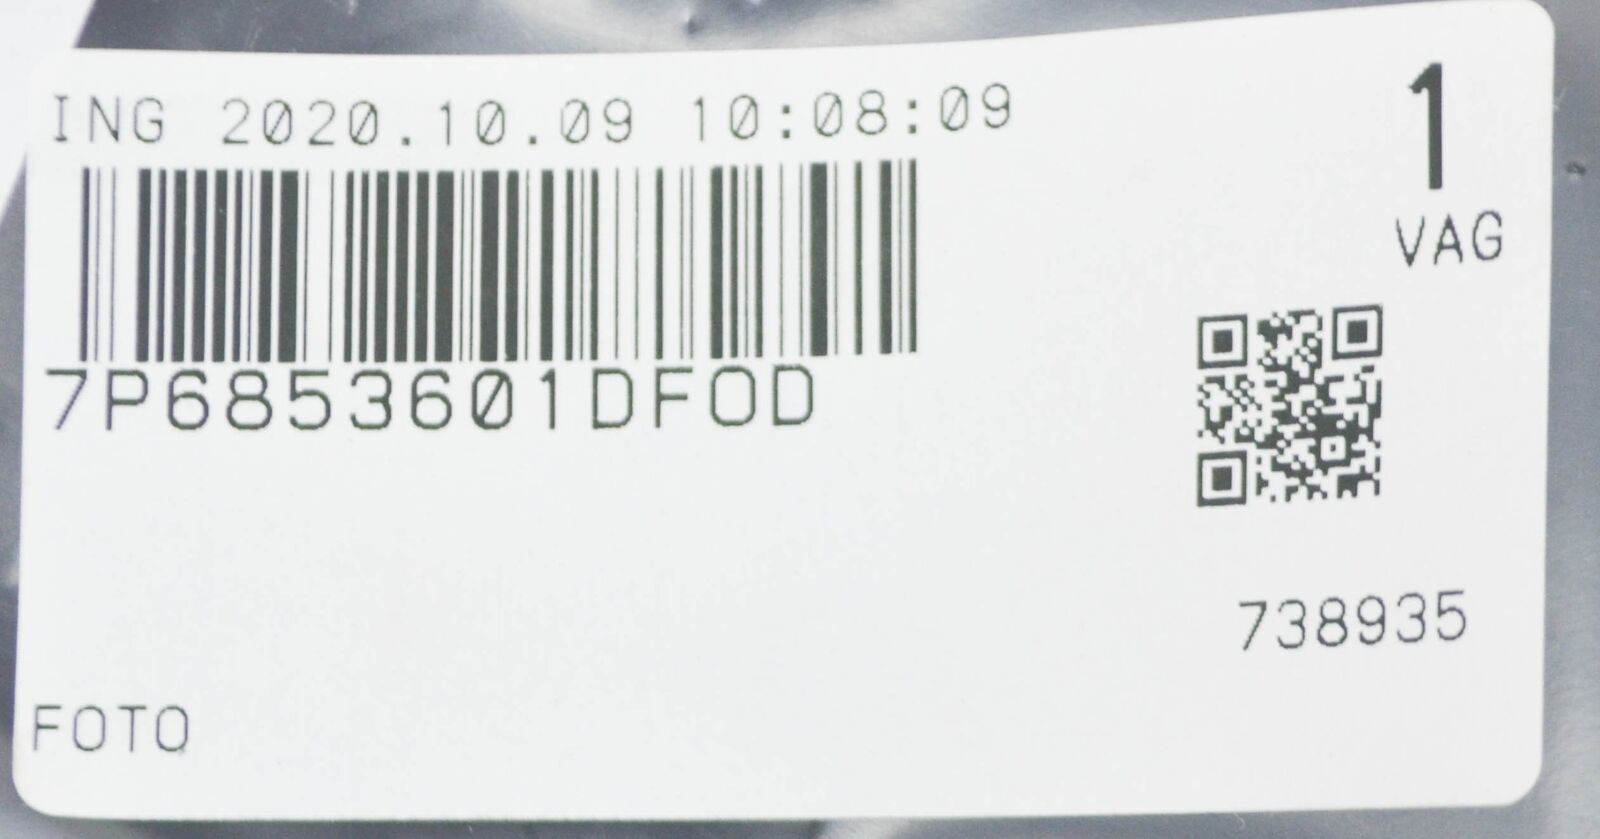 ING 2020.10.09 10:08:09
1
VAG
7P6853601DFOD
738935
FOTO